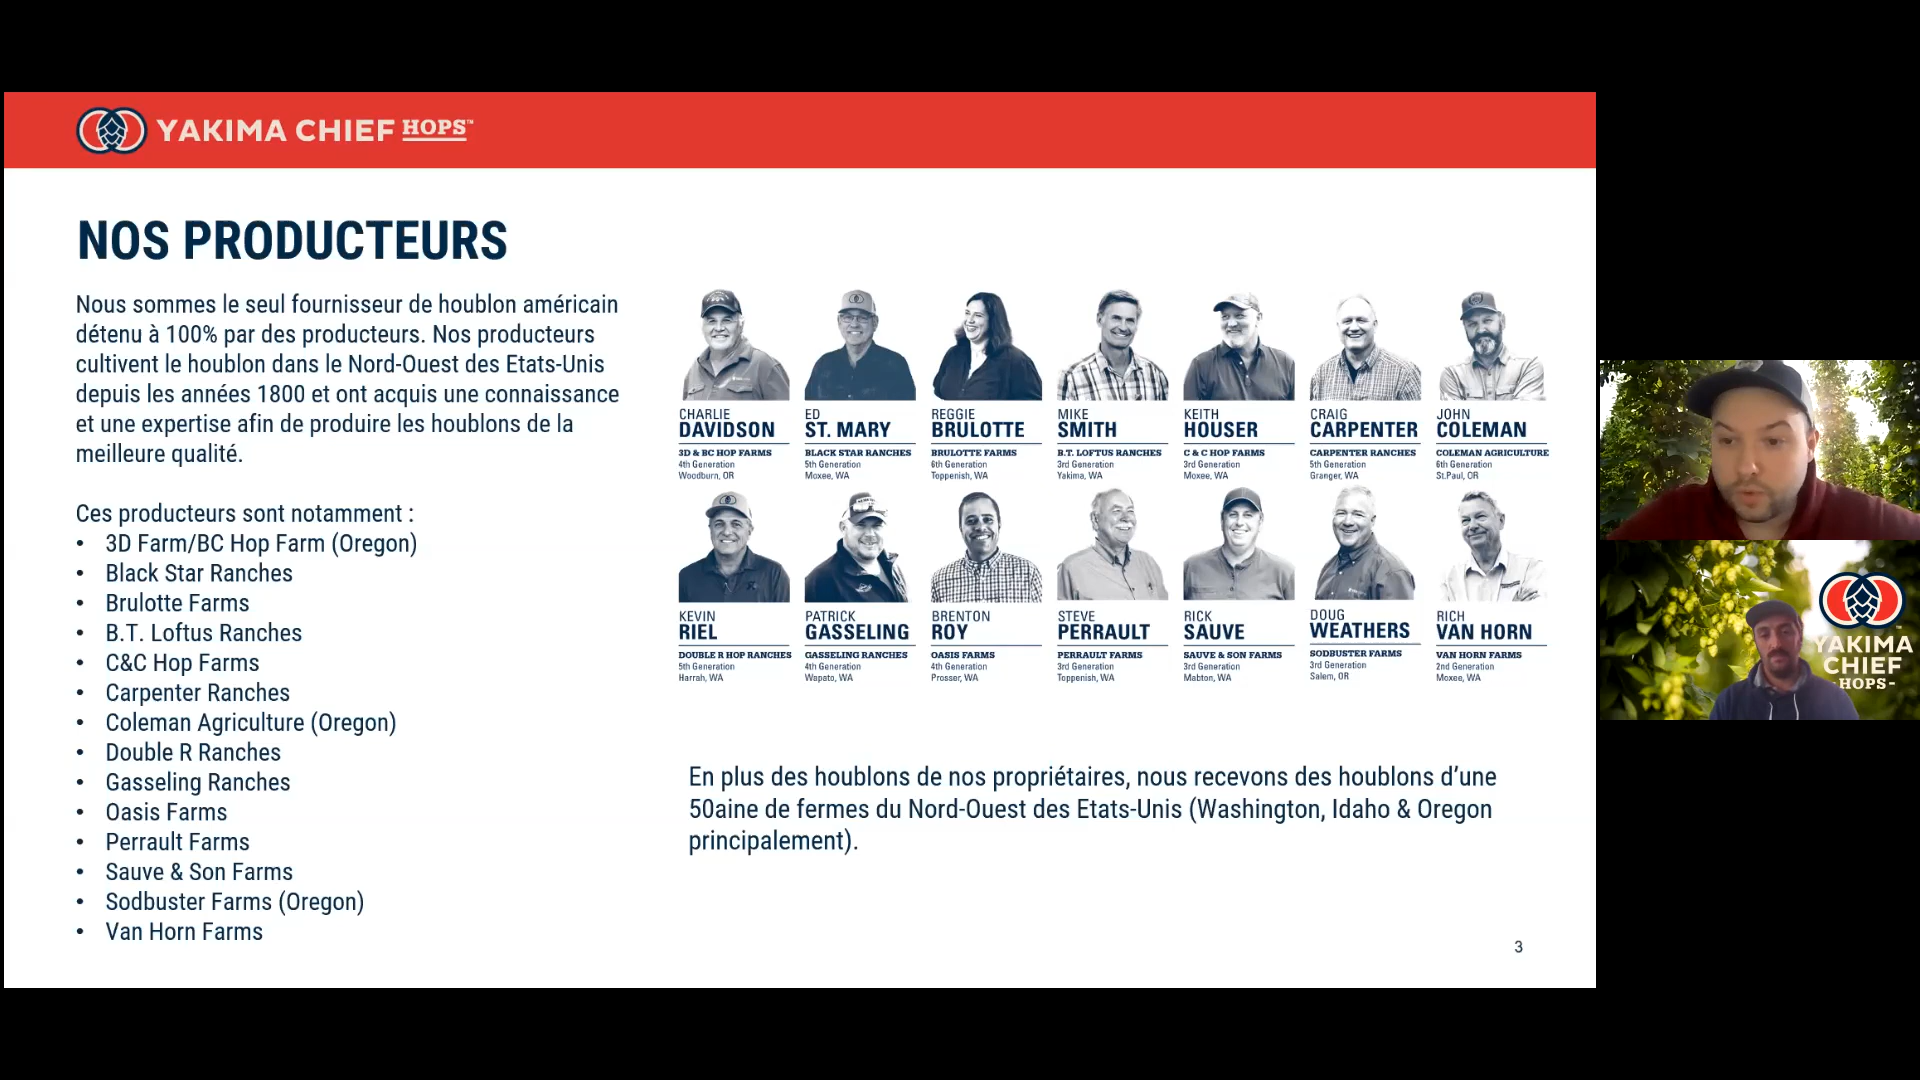 YAKIMA CHIEF HOPS™
NOS PRODUCTEURS
Nous sommes le seul fournisseur de houblon américain
détenu à 100% par des producteurs. Nos producteurs
cultivent le houblon dans le Nord-Ouest des Etats-Unis
depuis les années 1800 et ont acquis une connaissance
et une expertise afin de produire les houblons de la
meilleure qualité.
Ces producteurs sont notamment :
• 3D Farm/BC Hop Farm (Oregon)
• Black Star Ranches
• Brulotte Farms
• B.T. Loftus Ranches
• C&C Hop Farms
• Carpenter Ranches
• Coleman Agriculture (Oregon)
• Double R Ranches
• Gasseling Ranches
• Oasis Farms
• Perrault Farms
• Sauve & Son Farms
• Sodbuster Farms (Oregon)
• Van Horn Farms
CHARLIE
DAVIDSON
3D & BC HOP FARMS
4th Generation
Woodburn, OR
ED
ST. MARY
BLACK STAR RANCHES
5th Generation
Moxee, WA
REGGIE
BRULOTTE
BRULOTTE FARMS
6th Generation
Toppenish, WA
MIKE
SMITH
B.T. LOFTUS RANCHES
3rd Generation
Yakima, WA
KEITH
HOUSER
C & C HOP FARMS
3rd Generation
Moxee, WA
CRAIG
CARPENTER
CARPENTER RANCHES
5th Generation
Granger, WA
JOHN
COLEMAN
COLEMAN AGRICULTURE
6th Generation
St.Paul, OR
KEVIN
RIEL
DOUBLE R HOP RANCHES
5th Generation
Harrah, WA
PATRICK
GASSELING
GASSELING RANCHES
4th Generation
Wapato, WA
BRENTON
ROY
OASIS FARMS
4th Generation
Prosser, WA
STEVE
PERRAULT
PERRAULT FARMS
3rd Generation
Toppenish, WA
RICK
SAUVE
SAUVE & SON FARMS
3rd Generation
Mabton, WA
DOUG
WEATHERS
SODBUSTER FARMS
3rd Generation
Salem, OR
RICH
VAN HORN
VAN HORN FARMS
2nd Generation
Moxee, WA
En plus des houblons de nos propriétaires, nous recevons des houblons d’une
50aine de fermes du Nord-Ouest des Etats-Unis (Washington, Idaho & Oregon
principalement).
3
YAKIMA
CHIEF
-HOPS-